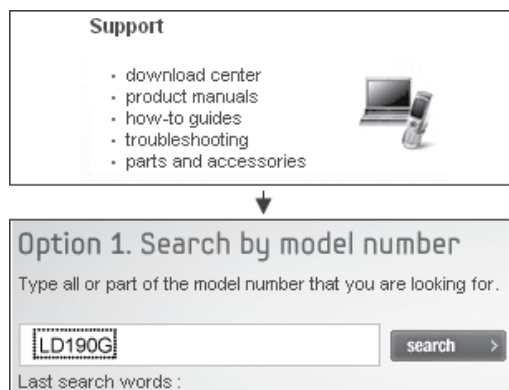 Support
· download center
· product manuals
· how-to guides
· troubleshooting
· parts and accessories
Option 1. Search by model number
Type all or part of the model number that you are looking for.
LD190G
search >
Last search words :